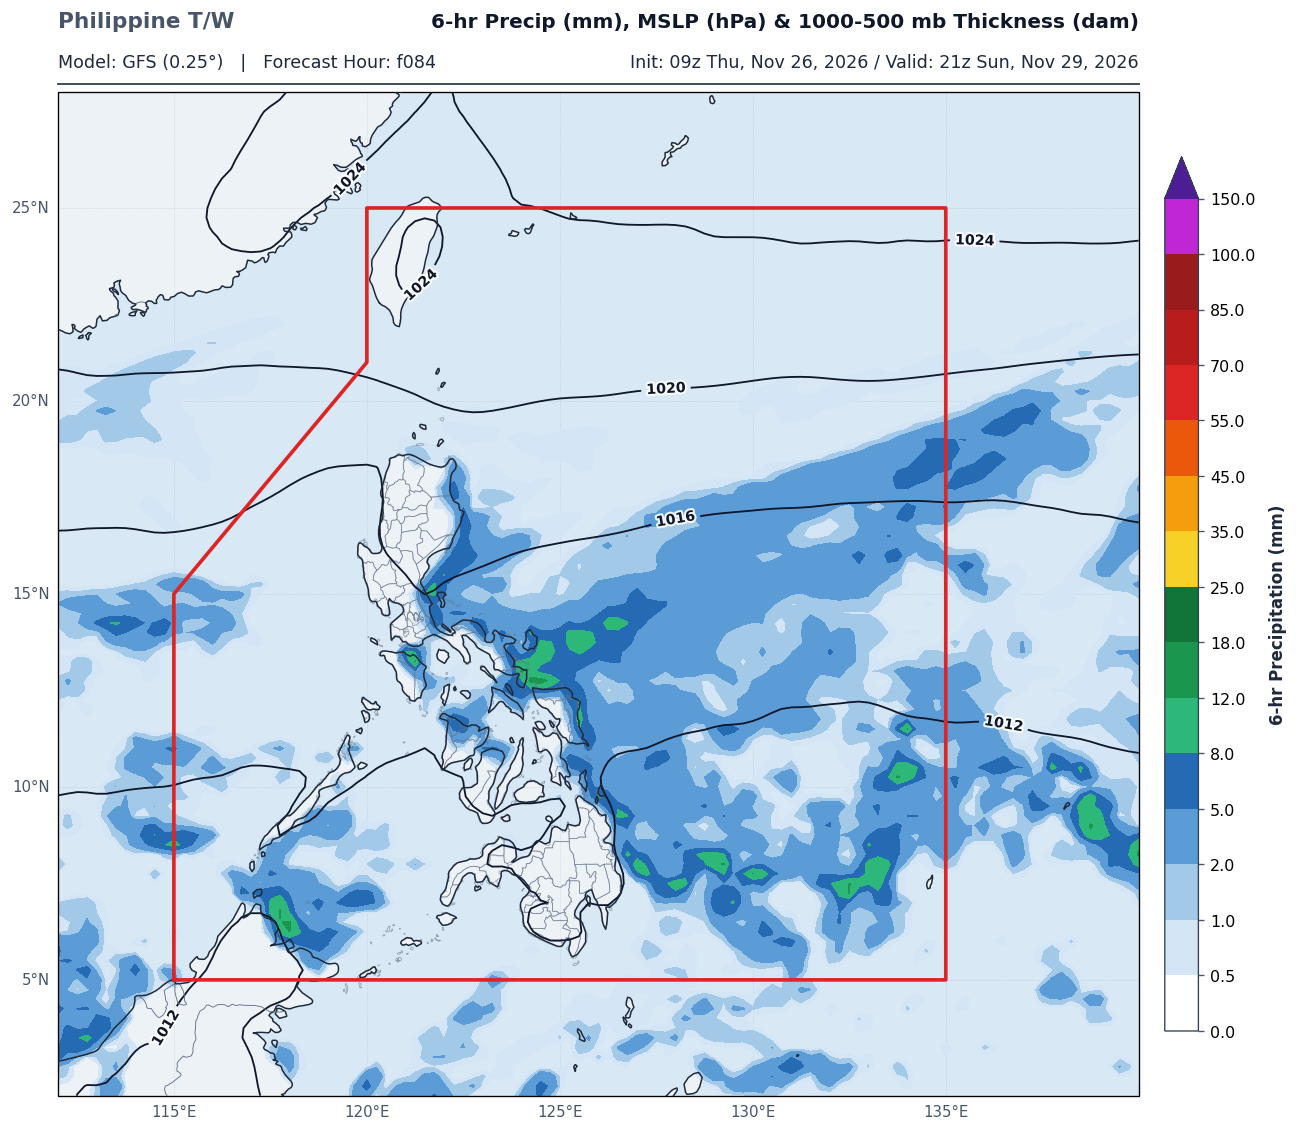 Philippine T/W
6-hr Precip (mm), MSLP (hPa) & 1000-500 mb Thickness (dam)
Model: GFS (0.25°) | Forecast Hour: f084
Init: 09z Thu, Nov 26, 2026 / Valid: 21z Sun, Nov 29, 2026
1024
1024
1024
1020
1016
1012
1012
25°N
20°N
15°N
10°N
5°N
115°E
120°E
125°E
130°E
135°E
150.0
100.0
85.0
70.0
55.0
45.0
35.0
25.0
18.0
12.0
8.0
5.0
2.0
1.0
0.5
0.0
6-hr Precipitation (mm)